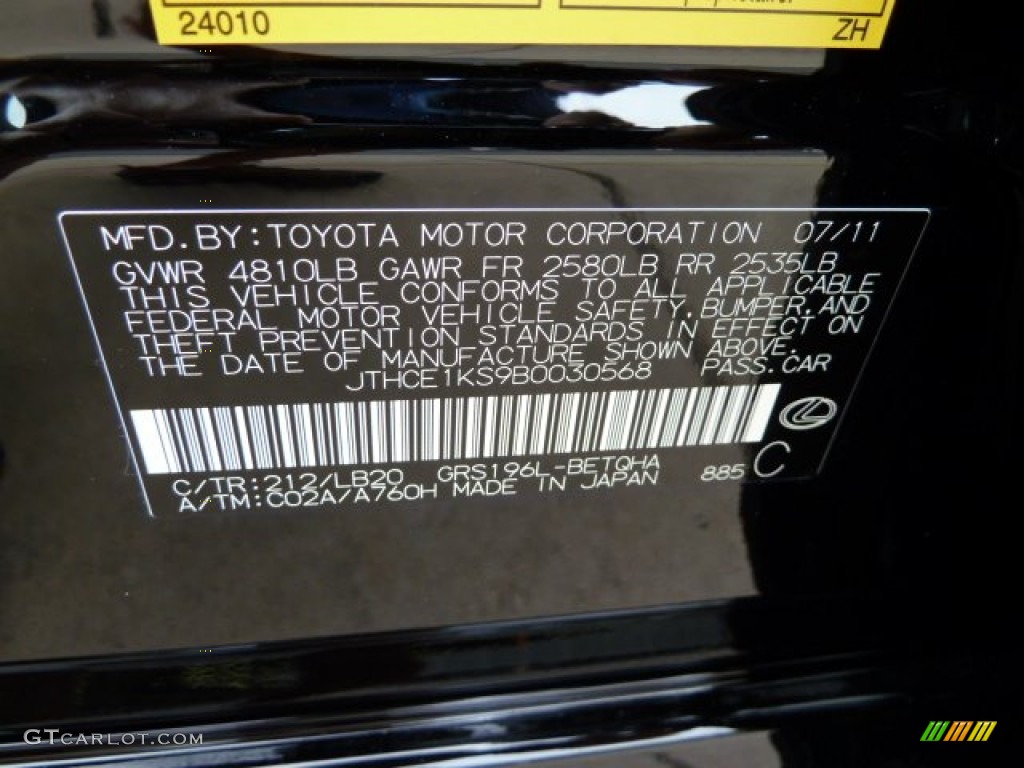 24010 ZH
MFD.BY:TOYOTA MOTOR CORPORATION 07/11
GVWR 4810LB GAWR FR 2580LB RR 2535LB
THIS VEHICLE CONFORMS TO ALL APPLICABLE
FEDERAL MOTOR VEHICLE SAFETY,BUMPER,AND
THEFT PREVENTION STANDARDS IN EFFECT ON
THE DATE OF MANUFACTURE SHOWN ABOVE.
JTHCE1KS9B0030568 PASS.CAR
C/TR:212/LB20 GRS196L-BETQHA
A/TM:C02A/A760H MADE IN JAPAN 885 C
GTCARLOT.COM